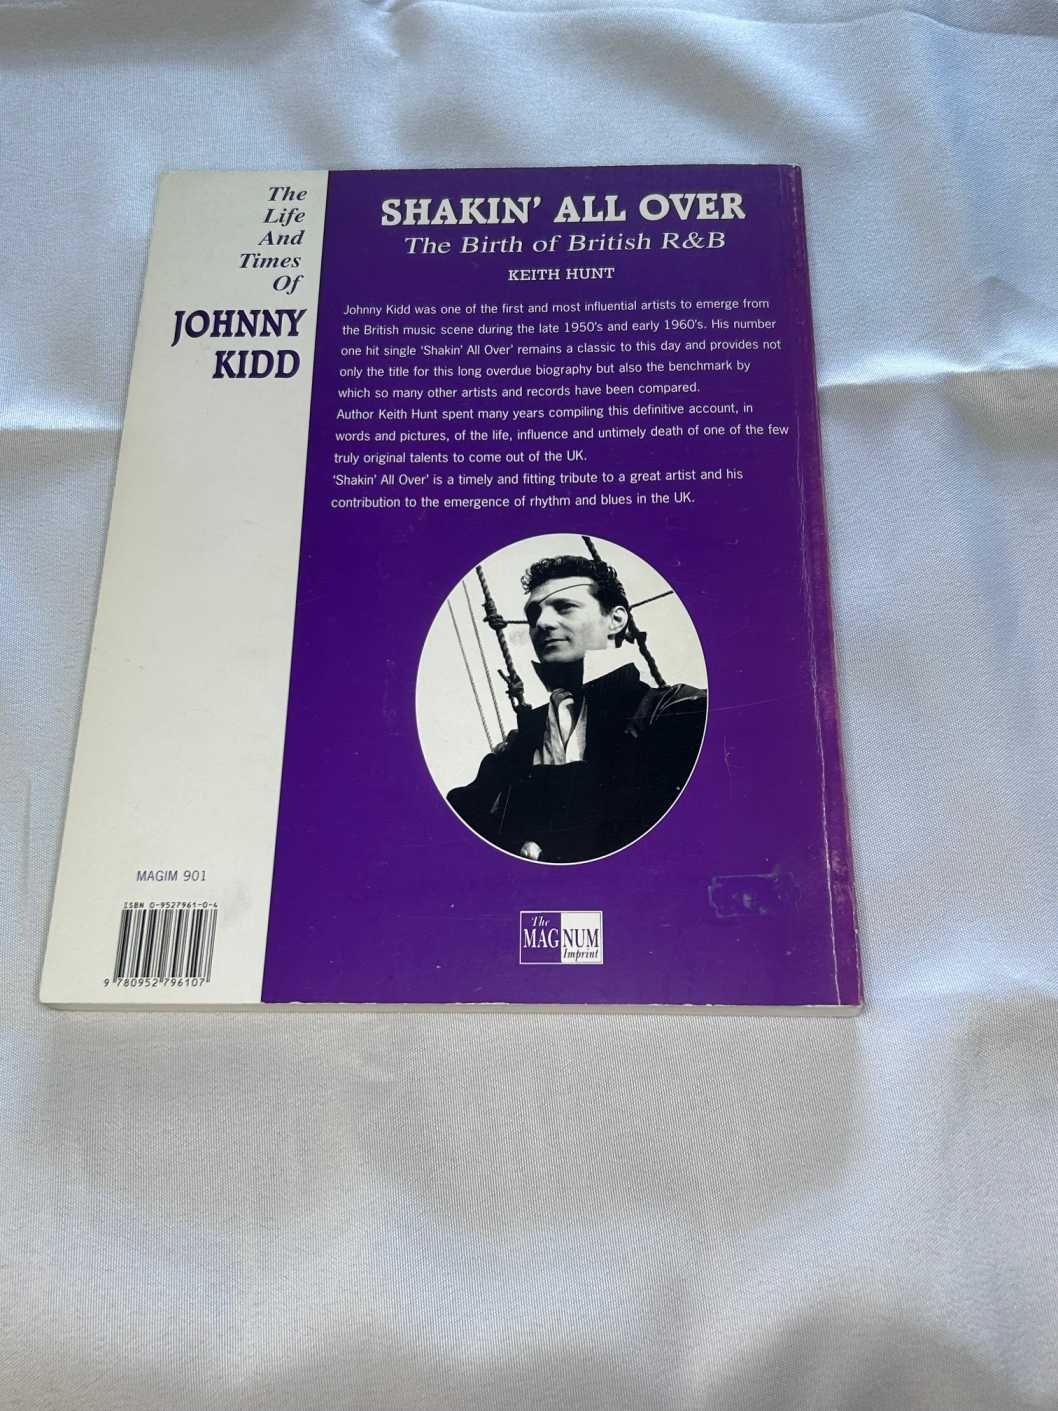 The
Life
And
Times
Of
JOHNNY
KIDD
SHAKIN' ALL OVER
The Birth of British R&B
KEITH HUNT
Johnny Kidd was one of the first and most influential artists to emerge from
the British music scene during the late 1950's and early 1960's. His number
one hit single 'Shakin' All Over' remains a classic to this day and provides not
only the title for this long overdue biography but also the benchmark by
which so many other artists and records have been compared.
Author Keith Hunt spent many years compiling this definitive account, in
words and pictures, of the life, influence and untimely death of one of the few
truly original talents to come out of the UK.
'Shakin' All Over' is a timely and fitting tribute to a great artist and his
contribution to the emergence of rhythm and blues in the UK.
MAGIM 901
ISBN 0-9527961-0-4
9 780952 796107
The
MAGNUM
Imprint